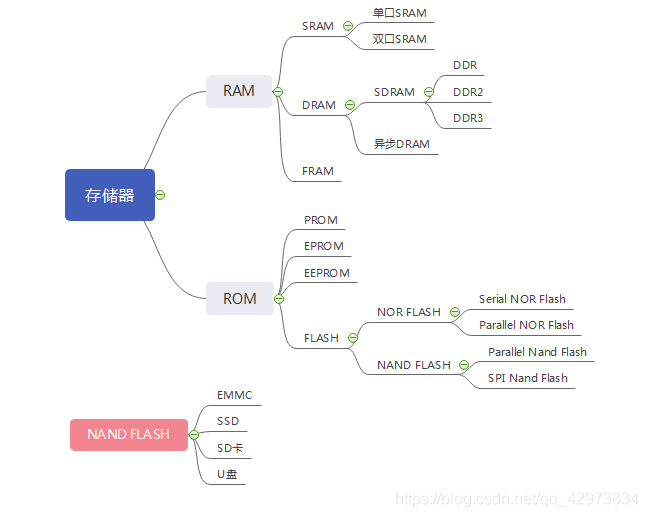 存储器
RAM
SRAM
单口SRAM
双口SRAM
DRAM
SDRAM
DDR
DDR2
DDR3
异步DRAM
FRAM
ROM
PROM
EPROM
EEPROM
FLASH
NOR FLASH
Serial NOR Flash
Parallel NOR Flash
NAND FLASH
Parallel Nand Flash
SPI Nand Flash
NAND FLASH
EMMC
SSD
SD卡
U盘
https://blog.csdn.net/qq_42973834